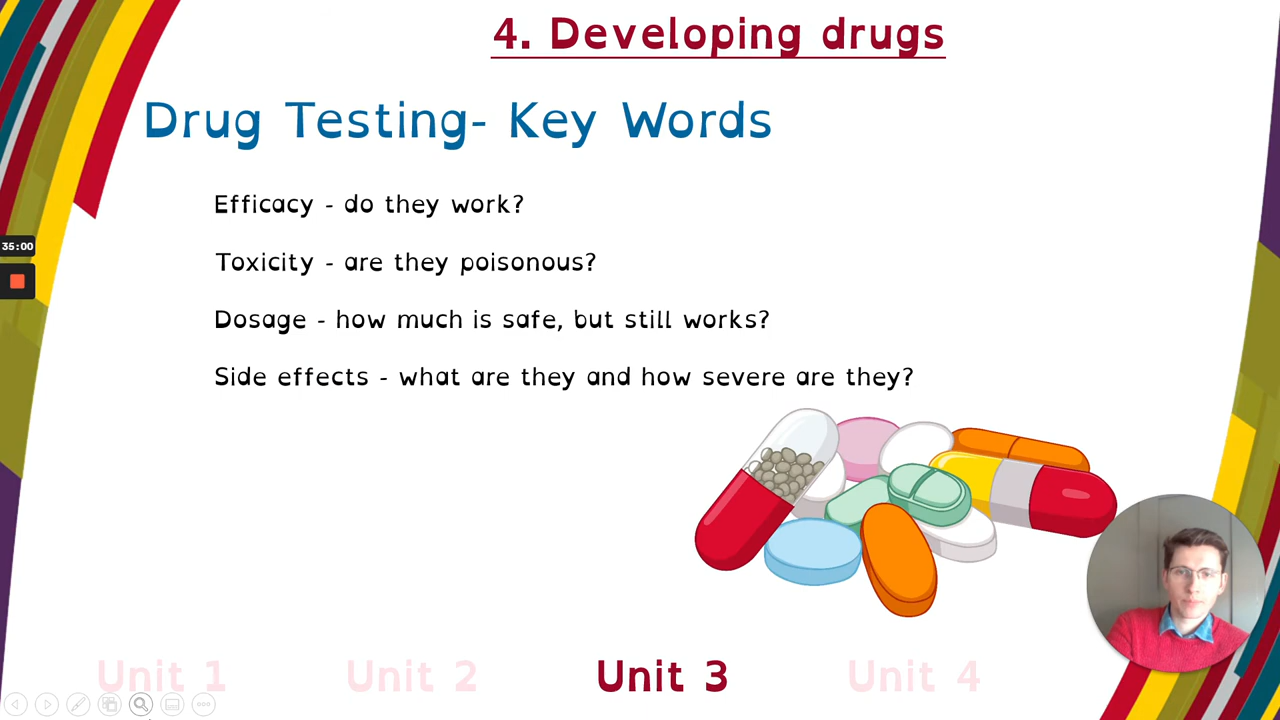 4. Developing drugs
Drug Testing- Key Words
Efficacy - do they work?
Toxicity - are they poisonous?
35:00
Dosage - how much is safe, but still works?
Side effects - what are they and how severe are they?
Unit 1 Unit 2 Unit 3 Unit 4